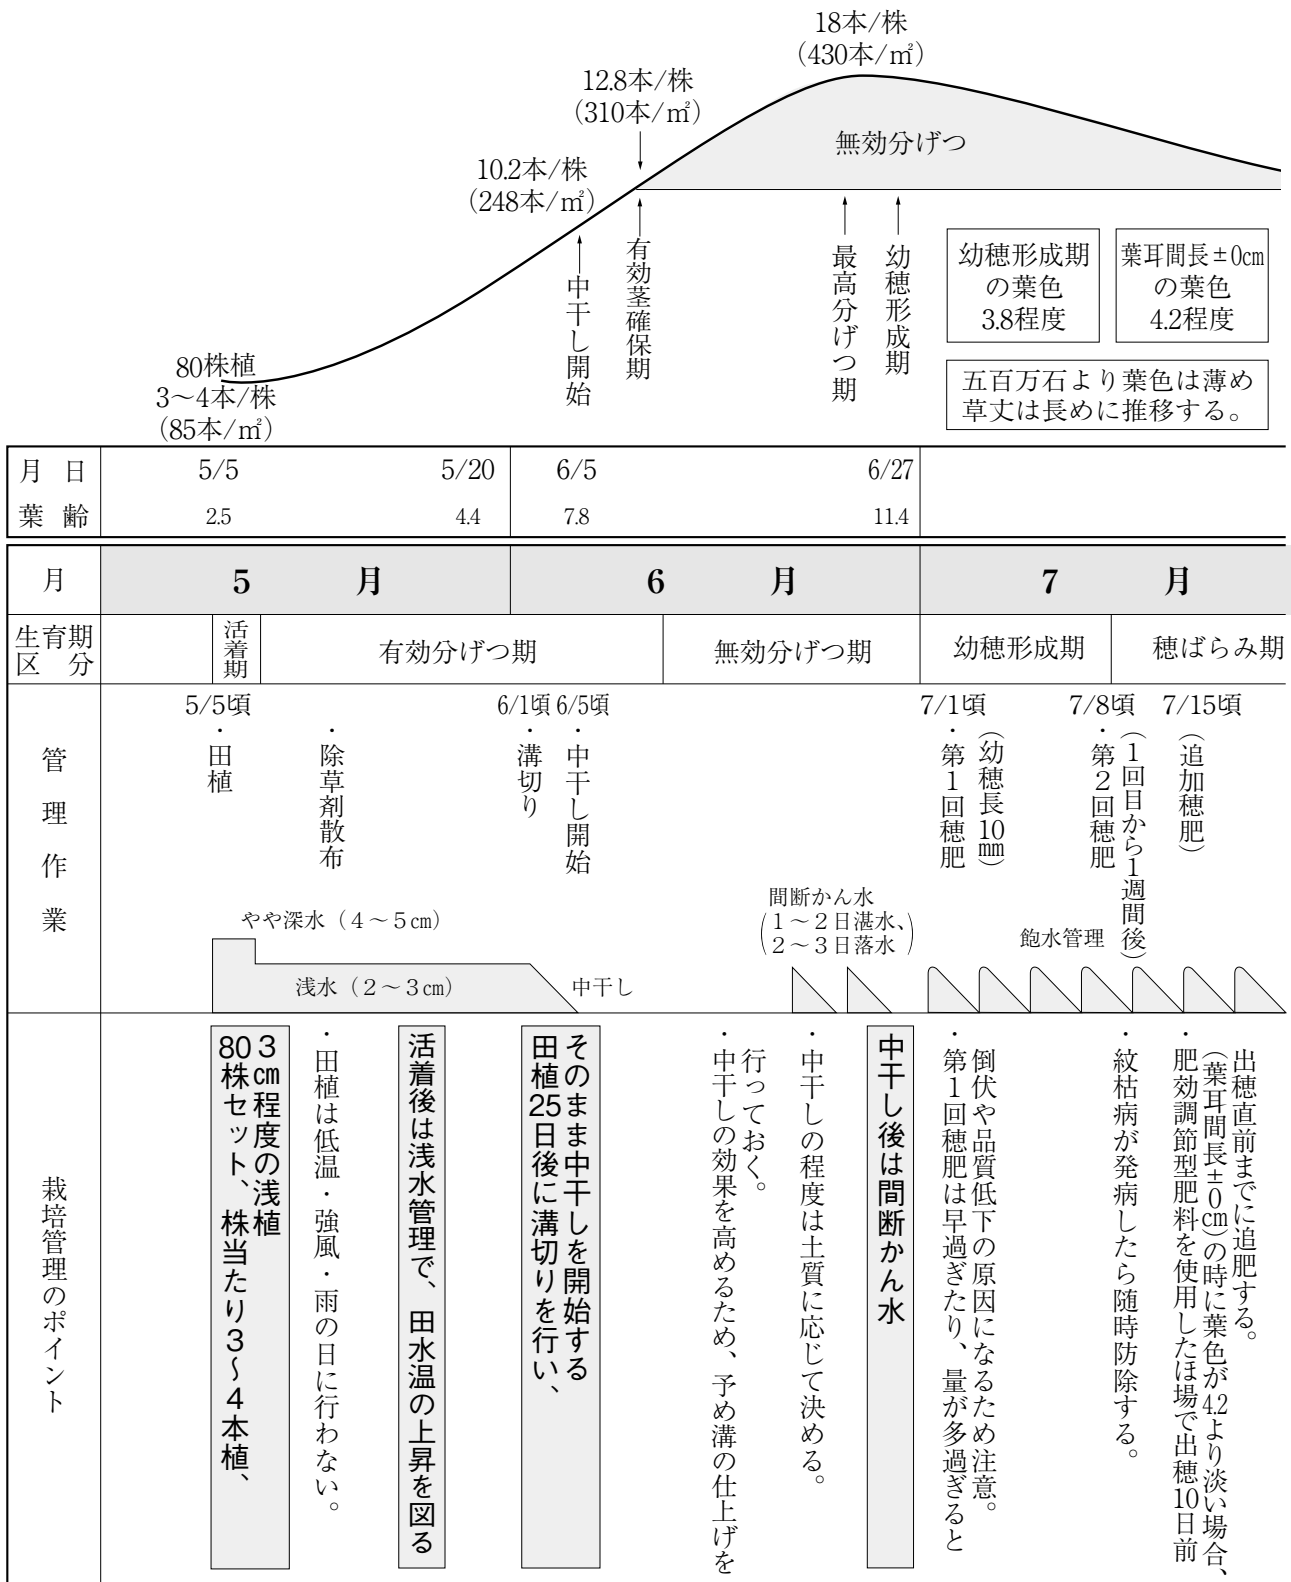 18本/株
（430本/㎡）
12.8本/株
（310本/㎡）
10.2本/株
（248本/㎡）
80株植
3〜4本/株
（85本/㎡）
無効分げつ
中干し開始
有効茎確保期
最高分げつ期
幼穂形成期
幼穂形成期
の葉色
3.8程度
葉耳間長±0cm
の葉色
4.2程度
五百万石より葉色は薄め
草丈は長めに推移する。
月 日 5/5 5/20 6/5 6/27
葉 齢 2.5 4.4 7.8 11.4
月 5 月 6 月 7 月
生育期
区 分
活着期 有効分げつ期 無効分げつ期 幼穂形成期 穂ばらみ期
管理作業
5/5頃
・田植
・除草剤散布
6/1頃
・溝切り
6/5頃
・中干し開始
7/1頃
・第1回穂肥
（幼穂長10㎜）
7/8頃
・第2回穂肥
（1回目から1週間後）
7/15頃
（追加穂肥）
やや深水（4〜5㎝）
浅水（2〜3㎝）
中干し
間断かん水
（1〜2日湛水、
2〜3日落水）
飽水管理
栽培管理のポイント
80株セット、株当たり3〜4本植、
3㎝程度の浅植
・田植は低温・強風・雨の日に行わない。
活着後は浅水管理で、田水温の上昇を図る
田植25日後に溝切りを行い、
そのまま中干しを開始する
・中干しの効果を高めるため、予め溝の仕上げを
行っておく。
・中干しの程度は土質に応じて決める。
中干し後は間断かん水
・第1回穂肥は早過ぎたり、量が多過ぎると
倒伏や品質低下の原因になるため注意。
・紋枯病が発病したら随時防除する。
・肥効調節型肥料を使用したほ場で出穂10日前
（葉耳間長±0㎝）の時に葉色が4.2より淡い場合、
出穂直前までに追肥する。